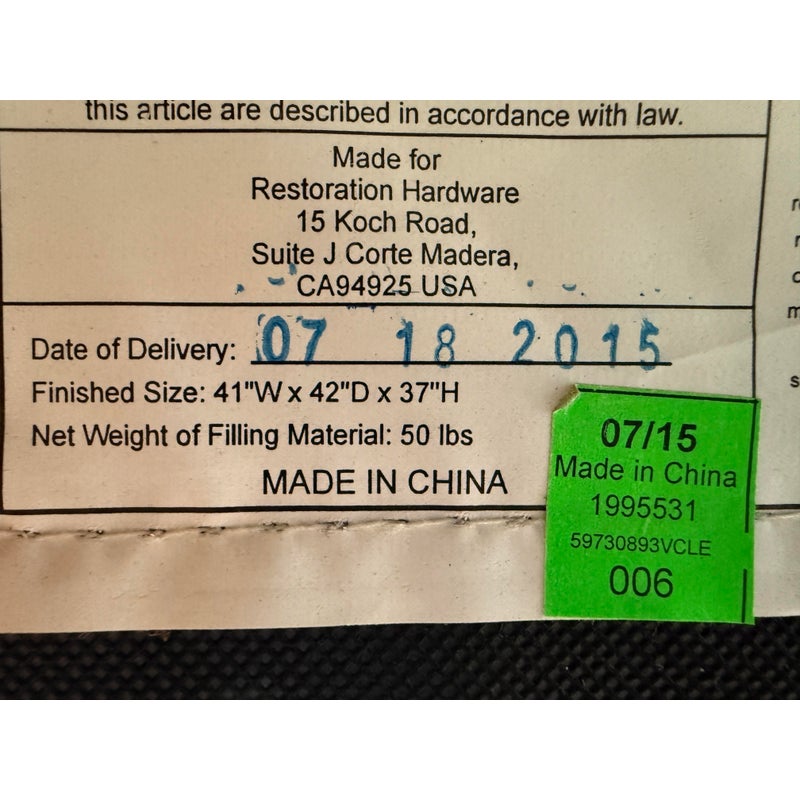 this article are described in accordance with law.
Made for
Restoration Hardware
15 Koch Road,
Suite J Corte Madera,
CA94925 USA
Date of Delivery: 07 18 2015
Finished Size: 41"W x 42"D x 37"H
Net Weight of Filling Material: 50 lbs
MADE IN CHINA
07/15
Made in China
1995531
59730893VCLE
006